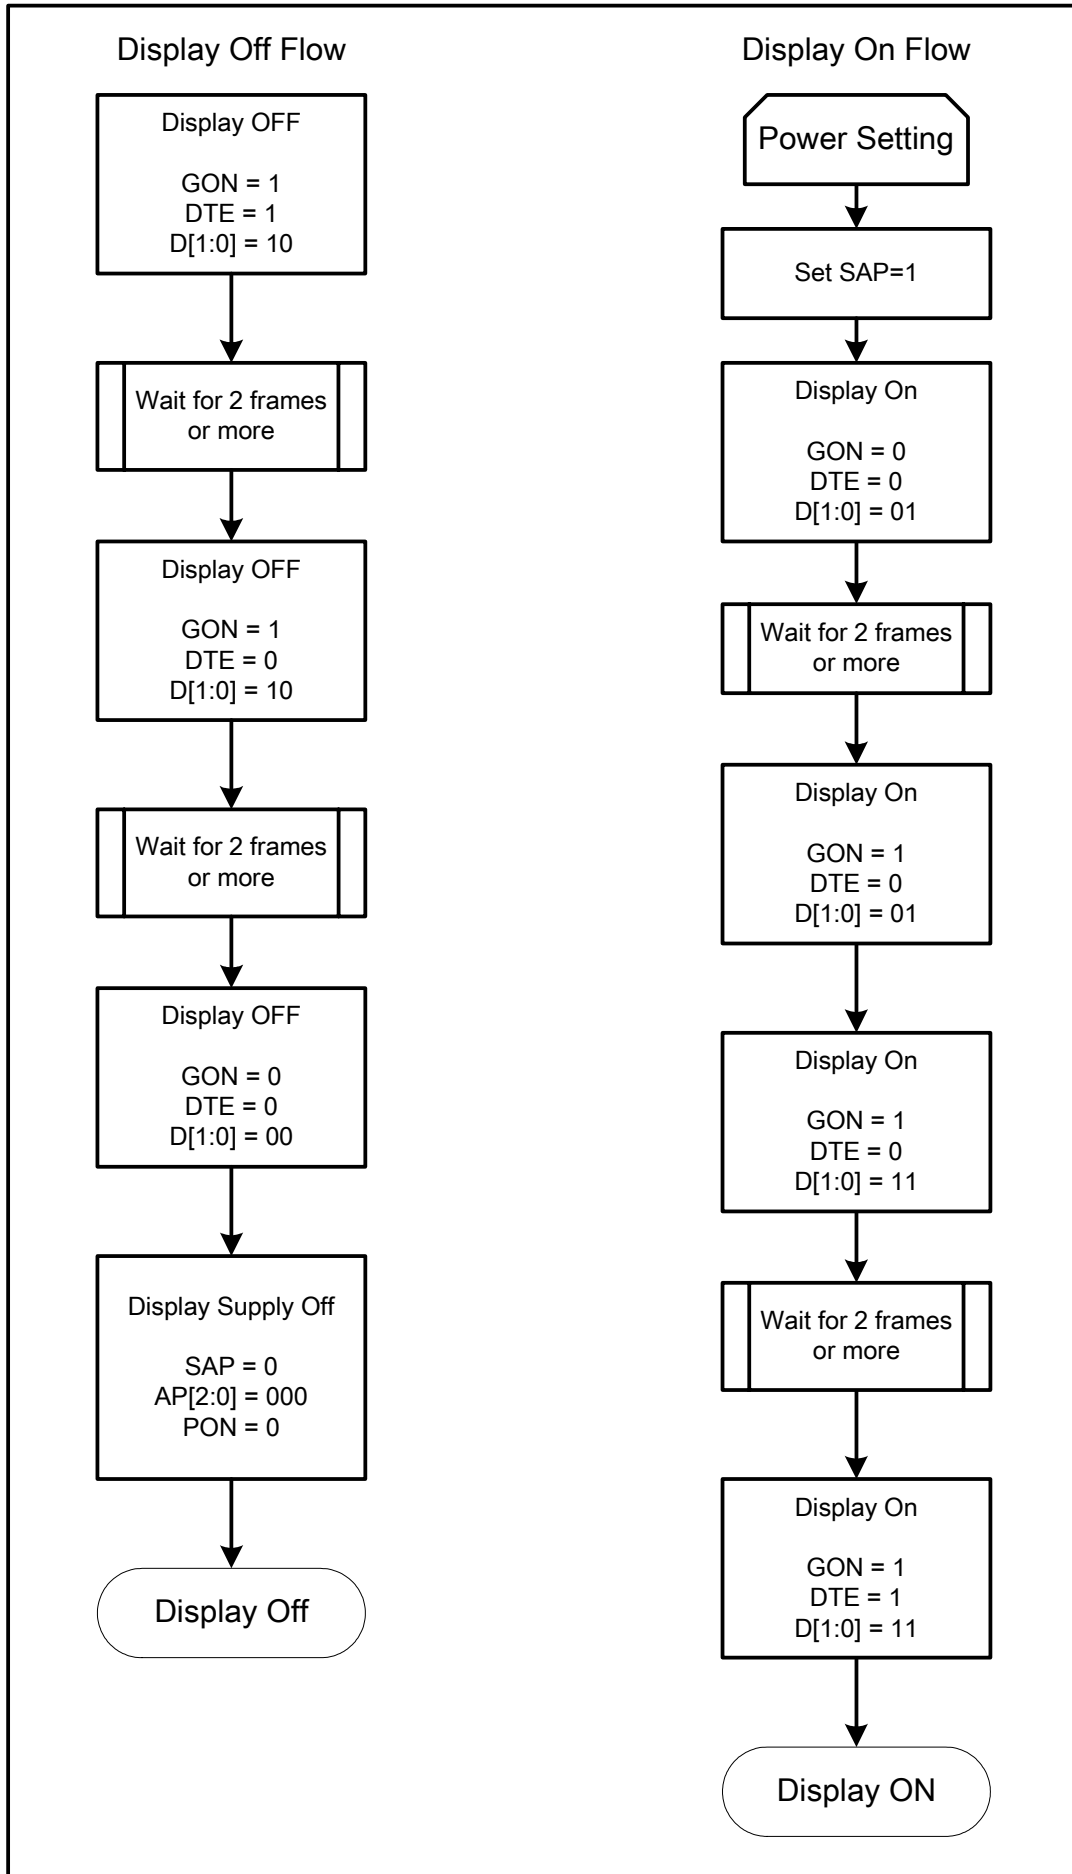 Display Off Flow
Display OFF
GON = 1
DTE = 1
D[1:0] = 10
Wait for 2 frames
or more
Display OFF
GON = 1
DTE = 0
D[1:0] = 10
Wait for 2 frames
or more
Display OFF
GON = 0
DTE = 0
D[1:0] = 00
Display Supply Off
SAP = 0
AP[2:0] = 000
PON = 0
Display Off
Display On Flow
Power Setting
Set SAP=1
Display On
GON = 0
DTE = 0
D[1:0] = 01
Wait for 2 frames
or more
Display On
GON = 1
DTE = 0
D[1:0] = 01
Display On
GON = 1
DTE = 0
D[1:0] = 11
Wait for 2 frames
or more
Display On
GON = 1
DTE = 1
D[1:0] = 11
Display ON